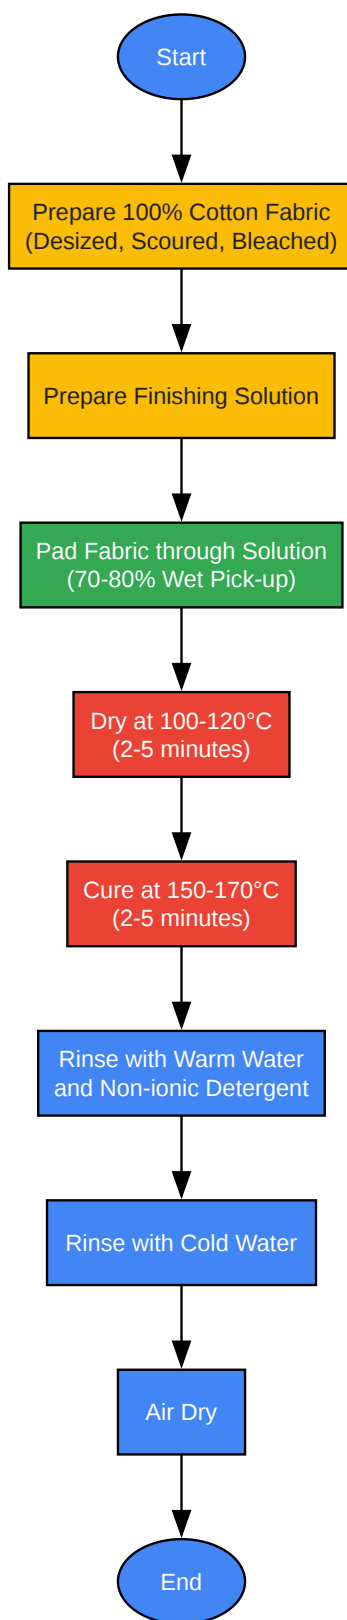 Start
Prepare 100% Cotton Fabric
(Desized, Scoured, Bleached)
Prepare Finishing Solution
Pad Fabric through Solution
(70-80% Wet Pick-up)
Dry at 100-120°C
(2-5 minutes)
Cure at 150-170°C
(2-5 minutes)
Rinse with Warm Water
and Non-ionic Detergent
Rinse with Cold Water
Air Dry
End